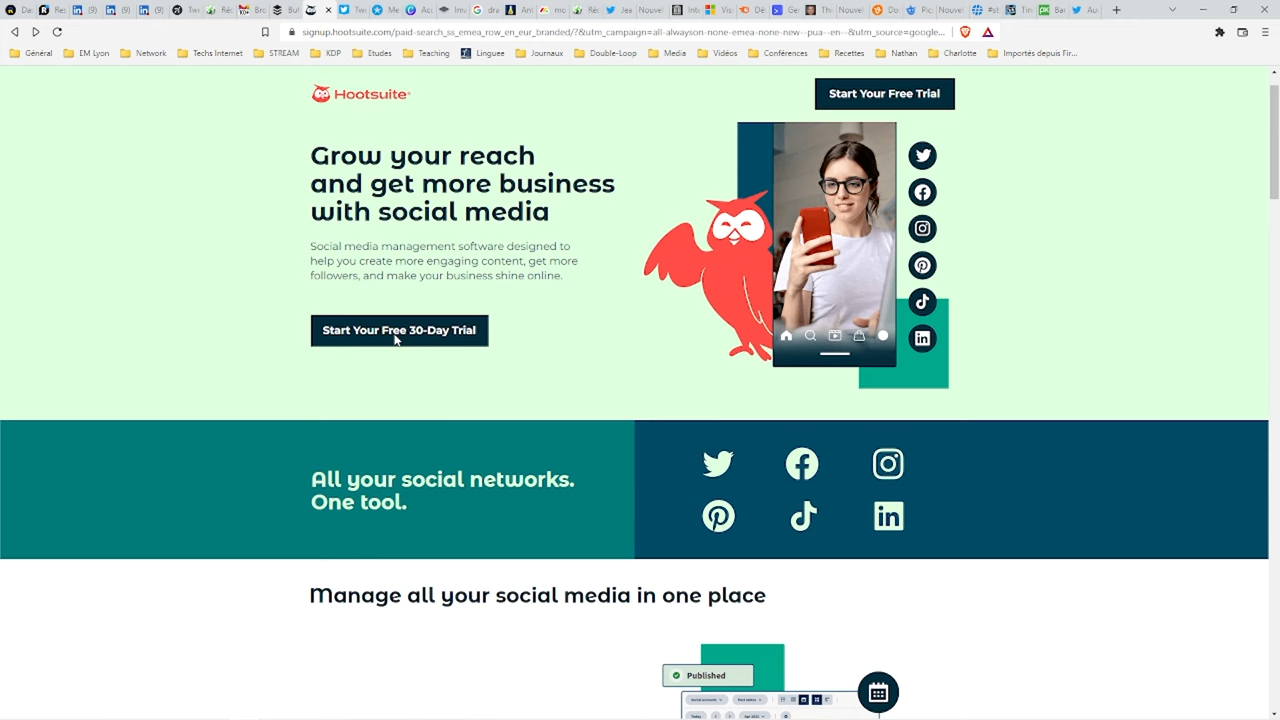 signup.hootsuite.com/paid-search_ss_emea_row_en_eur_branded/?&utm_campaign=all-alwayson-none-emea-none-new--pua--en--&utm_source=google...
Général
EM Lyon
Network
Techs Internet
STREAM
KDP
Etudes
Teaching
Linguee
Journaux
Double-Loop
Media
Vidéos
Conférences
Recettes
Nathan
Charlotte
Importés depuis Fir...
Hootsuite
Start Your Free Trial
Grow your reach
and get more business
with social media
Social media management software designed to
help you create more engaging content, get more
followers, and make your business shine online.
Start Your Free 30-Day Trial
All your social networks.
One tool.
Manage all your social media in one place
Published
Social accounts
Today
Apr 2022